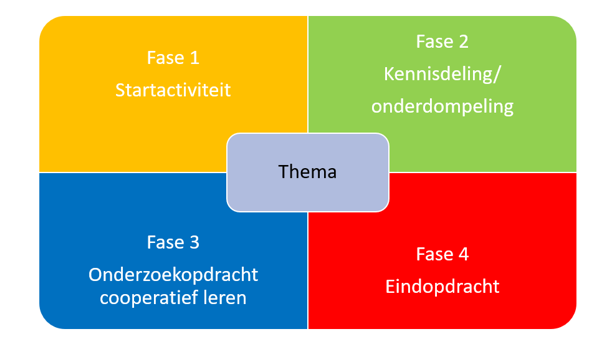 Fase 1
Startactiviteit
Fase 2
Kennisdeling/
onderdompeling
Thema
Fase 3
Onderzoekopdracht
cooperatief leren
Fase 4
Eindopdracht